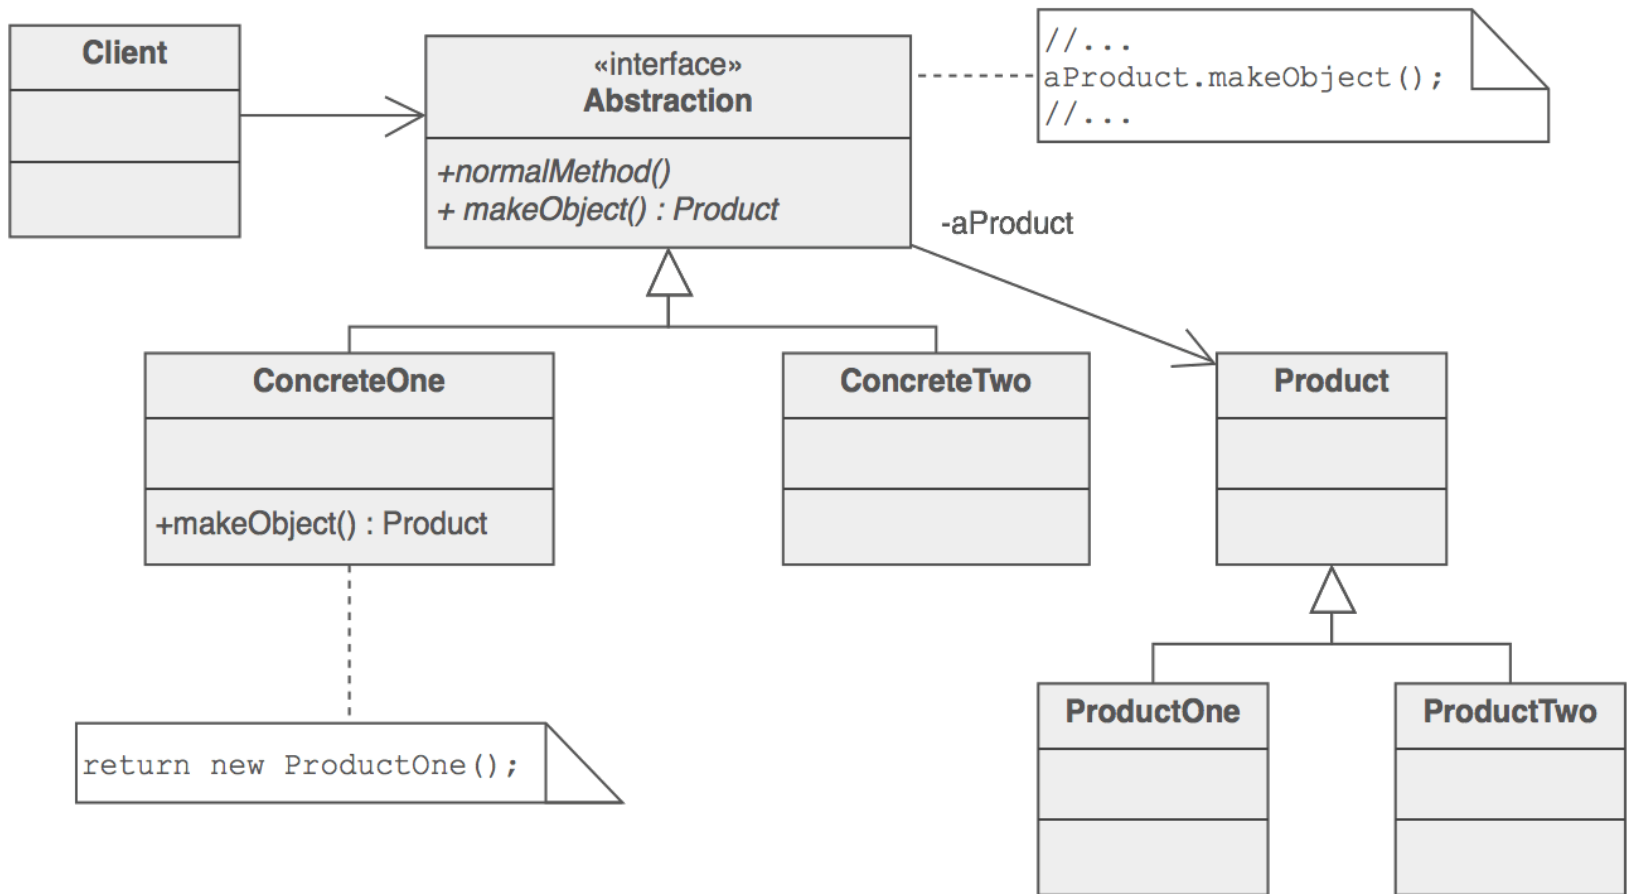 Client
«interface»
Abstraction
+normalMethod()
+ makeObject() : Product
//...
aProduct.makeObject();
//...
-aProduct
ConcreteOne
+makeObject() : Product
ConcreteTwo
Product
return new ProductOne();
ProductOne
ProductTwo